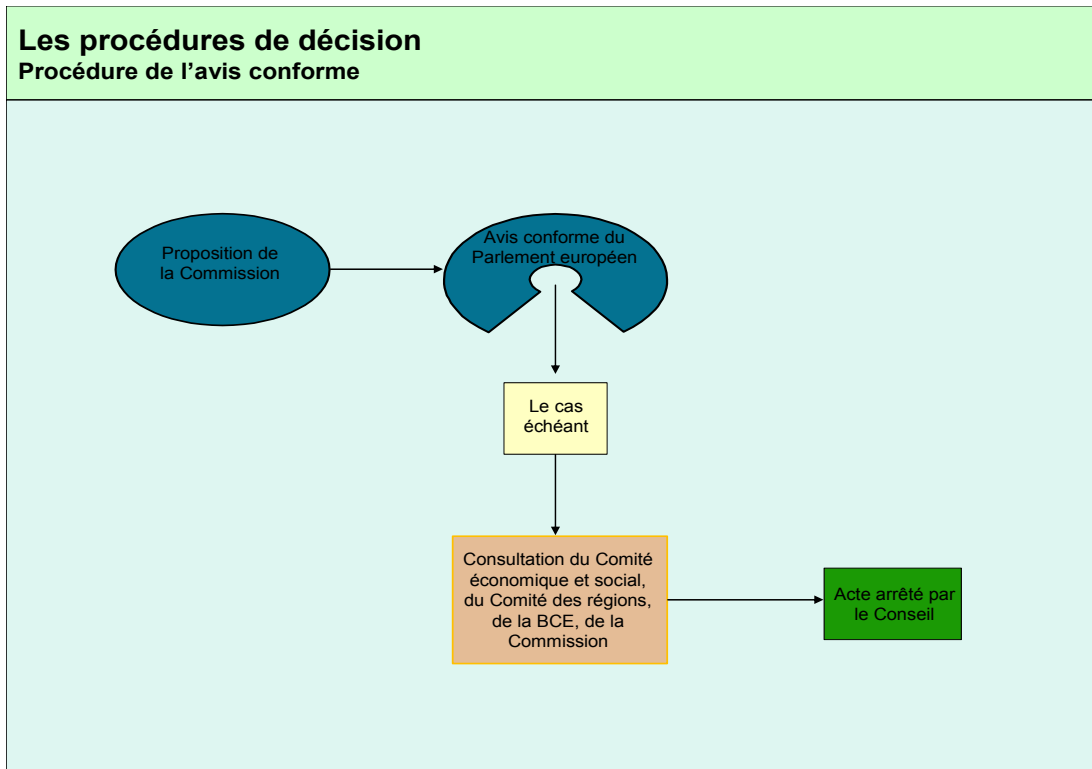 Les procédures de décision
Procédure de l’avis conforme
Proposition de
la Commission
Avis conforme du
Parlement européen
Le cas
échéant
Consultation du Comité
économique et social,
du Comité des régions,
de la BCE, de la
Commission
Acte arrêté par
le Conseil